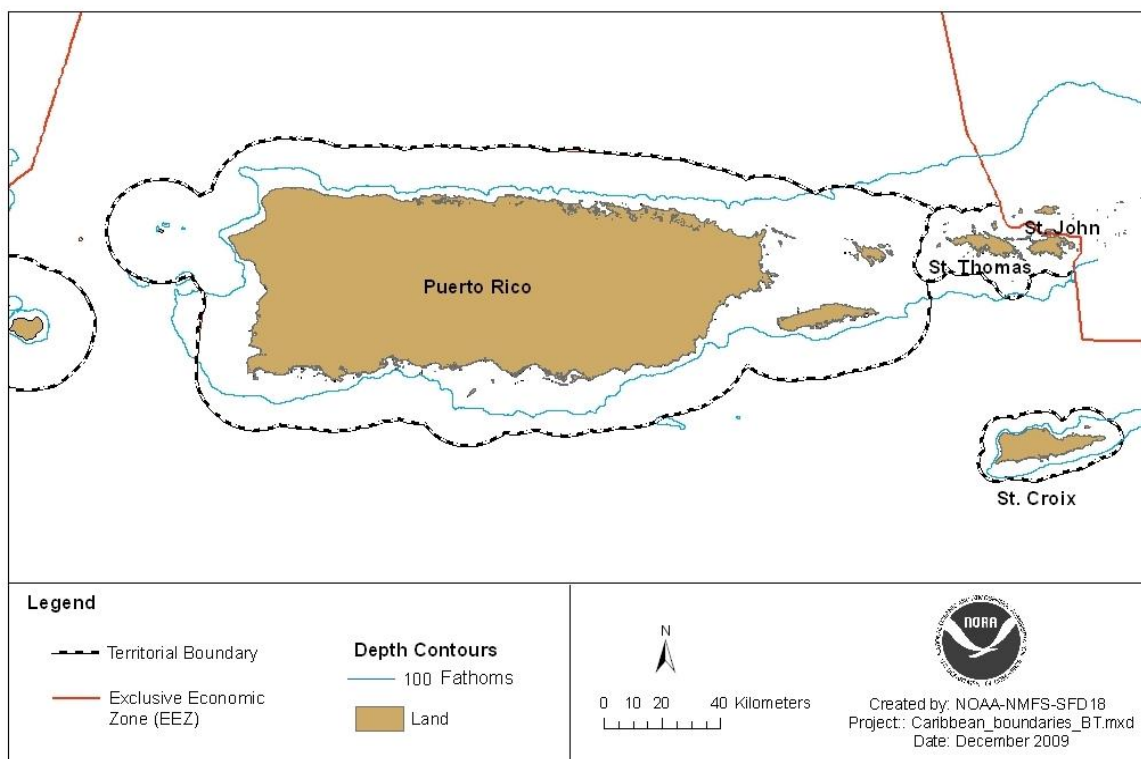 St. John
St. Thomas
Puerto Rico
St. Croix
Legend
Territorial Boundary
Exclusive Economic
Zone (EEZ)
Depth Contours
100 Fathoms
Land
N
0 10 20 40 Kilometers
NOAA
Created by: NOAA-NMFS-SFD18
Project:: Caribbean_boundaries_BT.mxd
Date: December 2009